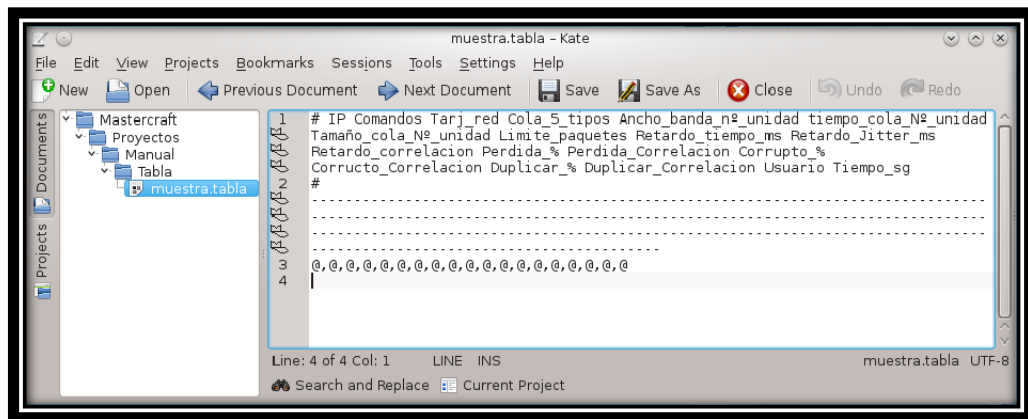 muestra.tabla – Kate
File Edit View Projects Bookmarks Sessions Tools Settings Help
New Open Previous Document Next Document Save Save As Close Undo Redo
Documents
Projects
Mastercraft
Proyectos
Manual
Tabla
muestra.tabla
1 # IP Comandos Tarj_red Cola_5_tipos Ancho_banda_nº_unidad tiempo_cola_Nº_unidad
Tamaño_cola_Nº_unidad Limite_paquetes Retardo_tiempo_ms Retardo_Jitter_ms
Retardo_correlacion Perdida_% Perdida_Correlacion Corrupto_%
Corructo_Correlacion Duplicar_% Duplicar_Correlacion Usuario Tiempo_sg
2 #
-------------------------------------------------------------------------------
-------------------------------------------------------------------------------
-------------------------------------------------------------------------------
-----------------------------------------
3 @,@,@,@,@,@,@,@,@,@,@,@,@,@,@,@,@,@,@
4
Line: 4 of 4 Col: 1 LINE INS muestra.tabla UTF-8
Search and Replace Current Project